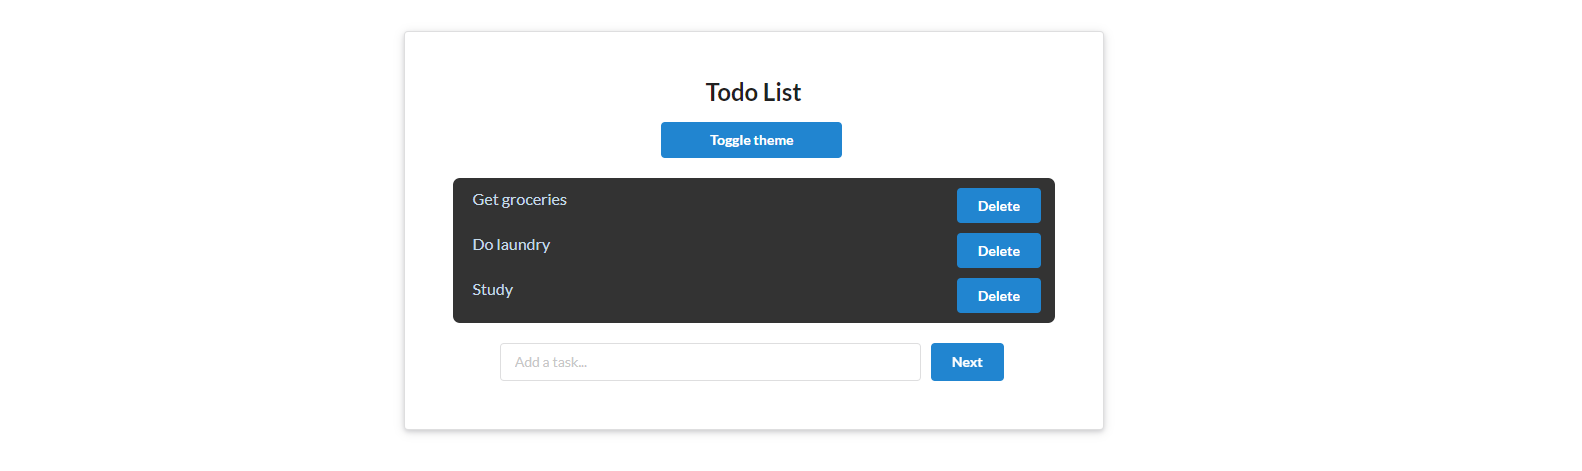 Todo List
Toggle theme
Get groceries Delete
Do laundry Delete
Study Delete
Add a task... Next